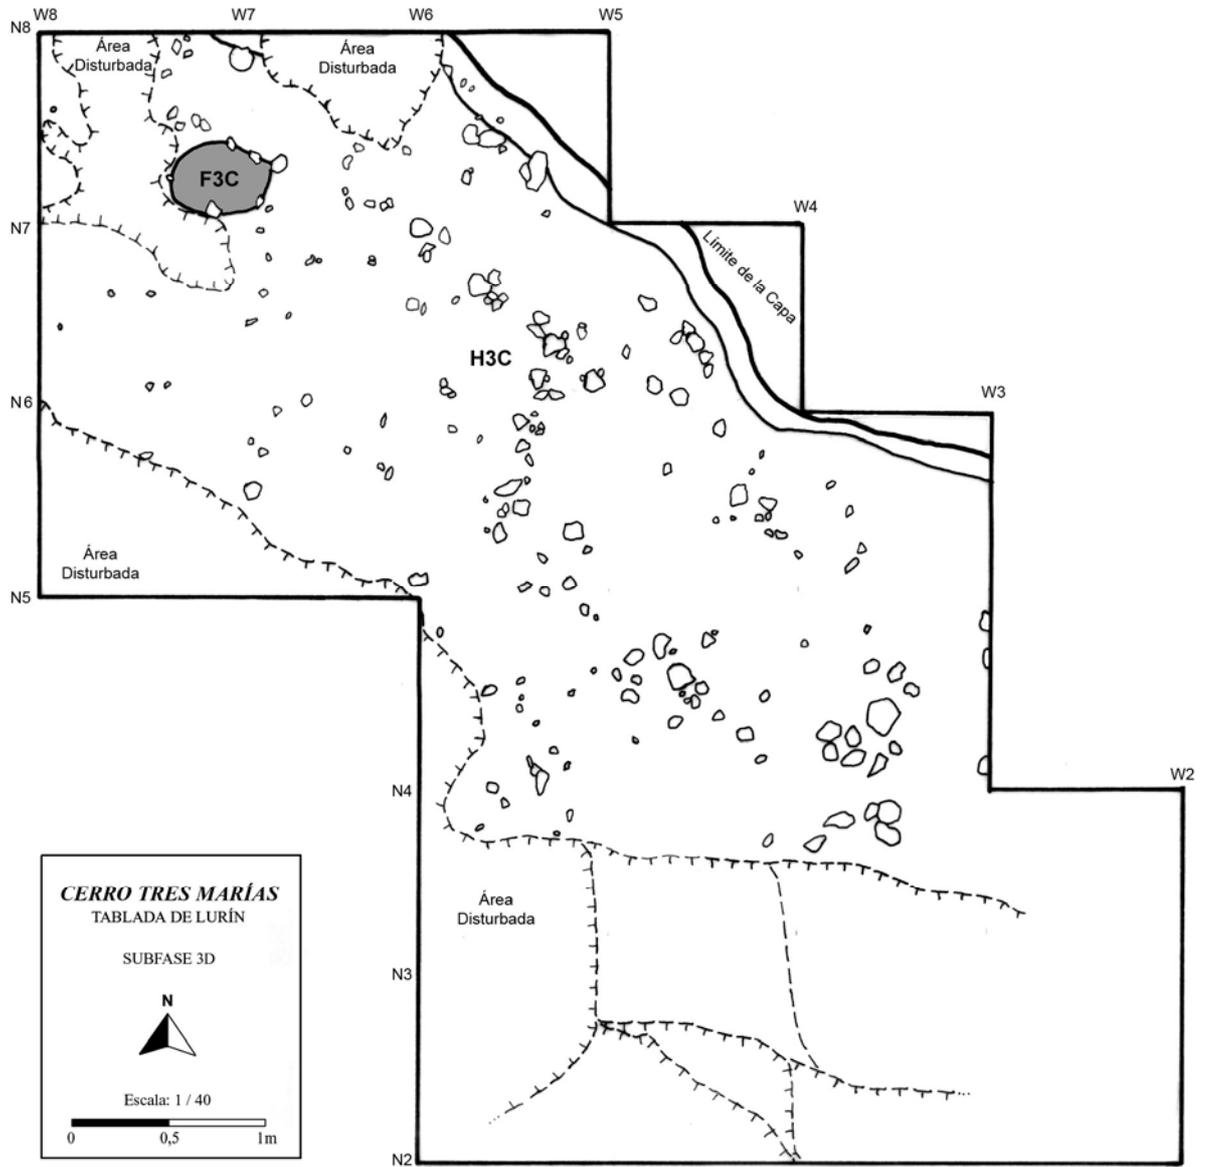 W8
W7
W6
W5
N8
Área
Disturbada
Área
Disturbada
F3C
W4
N7
Límite de la Capa
H3C
W3
N6
Área
Disturbada
N5
W2
N4
Área
Disturbada
N3
N2
CERRO TRES MARÍAS
TABLADA DE LURÍN
SUBFASE 3D
N
Escala: 1 / 40
0 0,5 1m